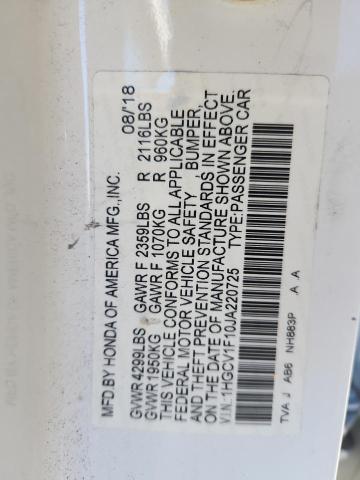 MFD.BY HONDA OF AMERICA MFG.,INC. 08/18
GVWR 4299LBS GAWR F 2359LBS R 2116LBS
GVWR 1950KG GAWR F 1070KG R 960KG
THIS VEHICLE CONFORMS TO ALL APPLICABLE
FEDERAL MOTOR VEHICLE SAFETY, BUMPER,
AND THEFT PREVENTION STANDARDS IN EFFECT
ON THE DATE OF MANUFACTURE SHOWN ABOVE.
V.I.N.:1HGCV1F10JA220725 TYPE:PASSENGER CAR
TVA J AB6 NH883P A A